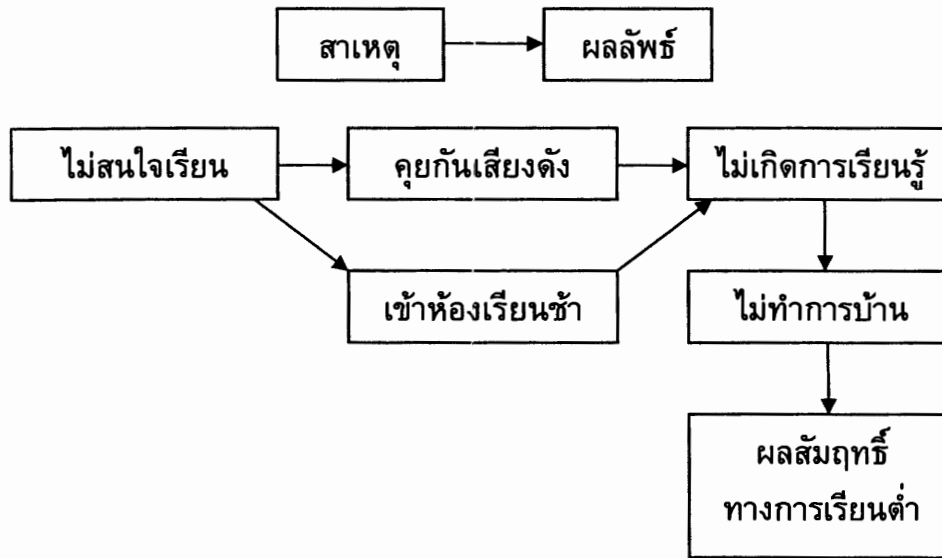 สาเหตุ
ผลลัพธ์
ไม่สนใจเรียน
คุยกันเสียงดัง
ไม่เกิดการเรียนรู้
เข้าห้องเรียนช้า
ไม่ทำการบ้าน
ผลสัมฤทธิ์
ทางการเรียนต่ำ